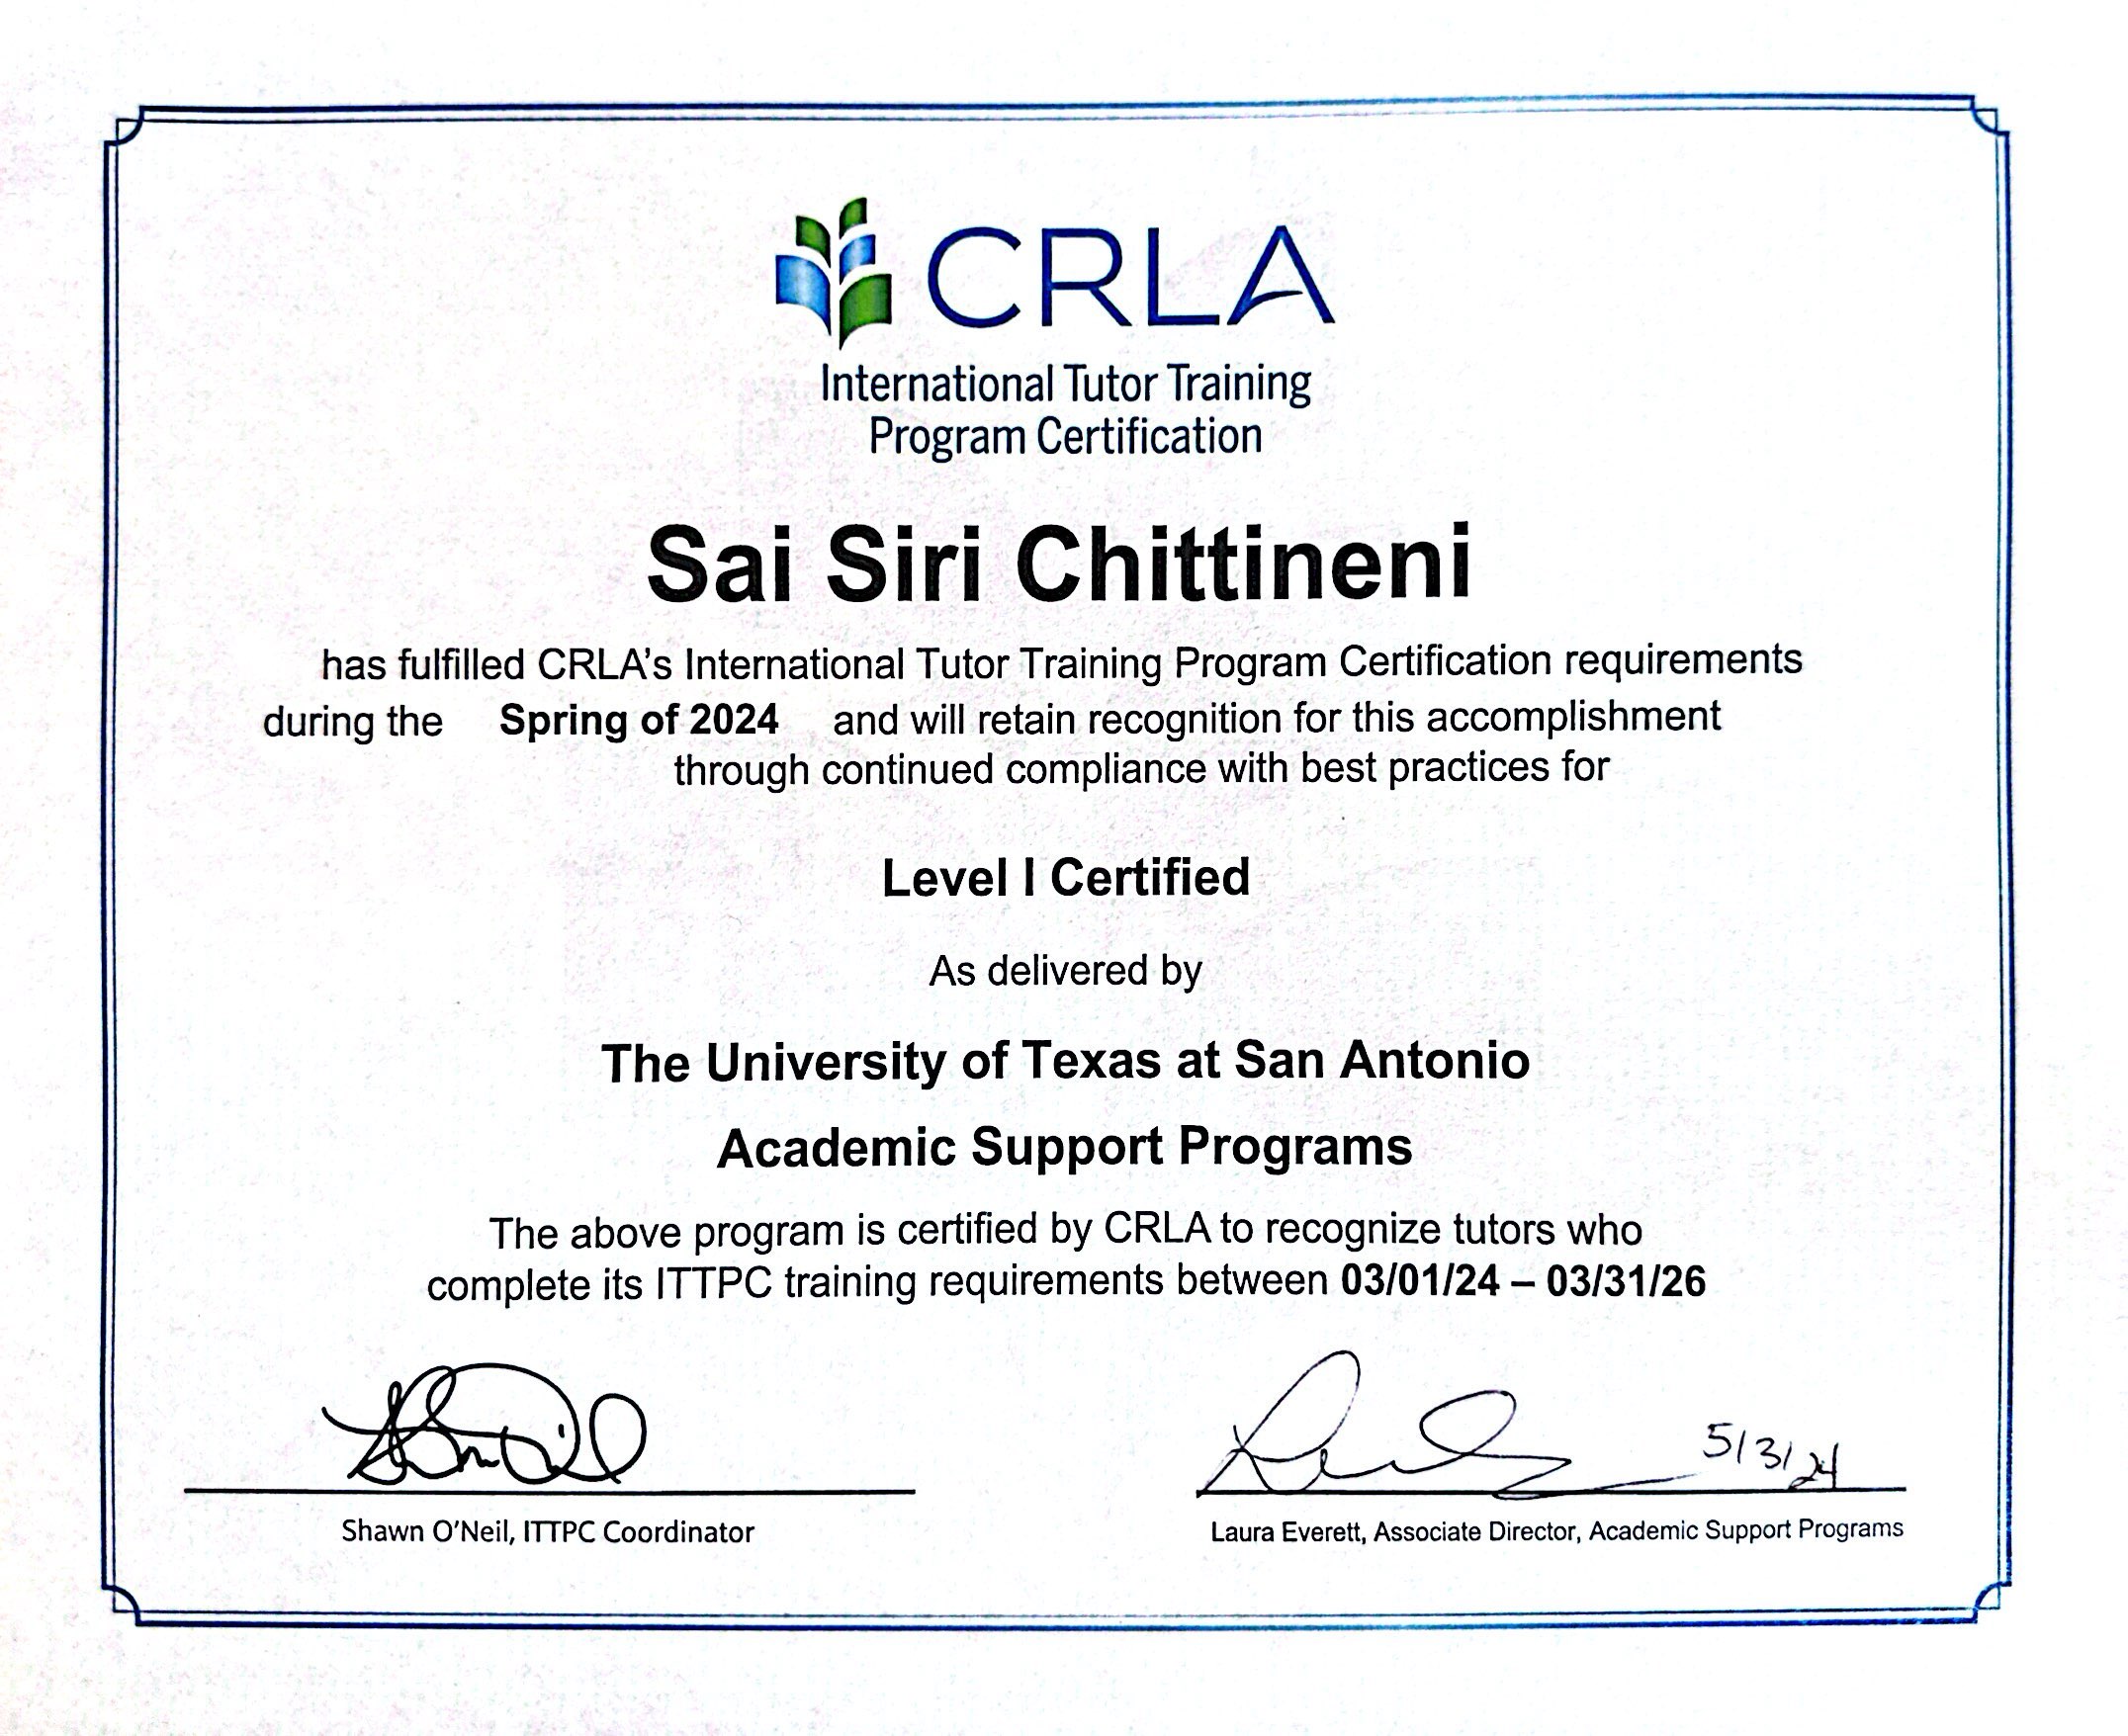 CRLA
International Tutor Training
Program Certification
Sai Siri Chittineni
has fulfilled CRLA's International Tutor Training Program Certification requirements
during the Spring of 2024 and will retain recognition for this accomplishment
through continued compliance with best practices for
Level I Certified
As delivered by
The University of Texas at San Antonio
Academic Support Programs
The above program is certified by CRLA to recognize tutors who
complete its ITTPC training requirements between 03/01/24 – 03/31/26
5/3/24
Shawn O'Neil, ITTPC Coordinator
Laura Everett, Associate Director, Academic Support Programs